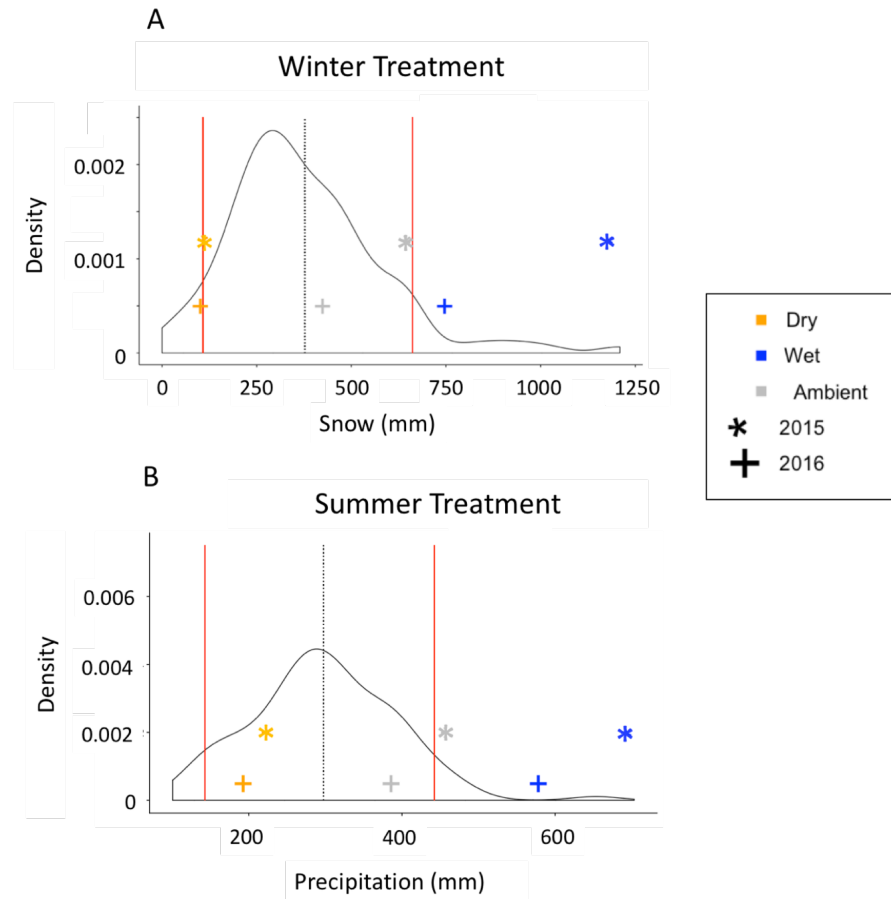 A
Winter Treatment
Density
0.002
0.001
0
0
250
500
750
1000
1250
Snow (mm)
Dry
Wet
Ambient
2015
2016
B
Summer Treatment
Density
0.006
0.004
0.002
0
200
400
600
Precipitation (mm)